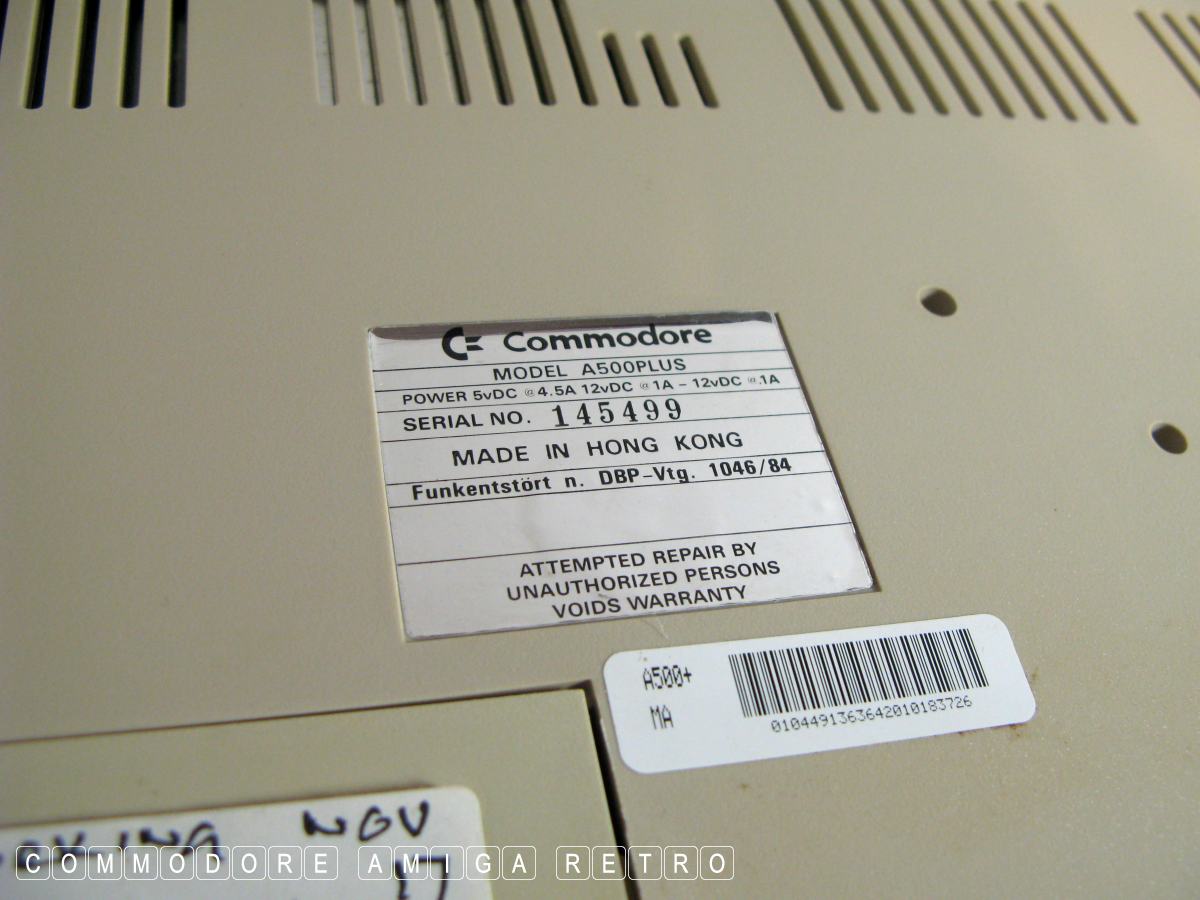 Commodore
MODEL A500PLUS
POWER 5vDC @ 4.5A 12vDC @ 1A - 12vDC @ .1A
SERIAL NO. 145499
MADE IN HONG KONG
Funkentstört n. DBP-Vtg. 1046/84
ATTEMPTED REPAIR BY
UNAUTHORIZED PERSONS
VOIDS WARRANTY
A500+
MA
0104491363642010183726
COMMODORE AMIGA RETRO